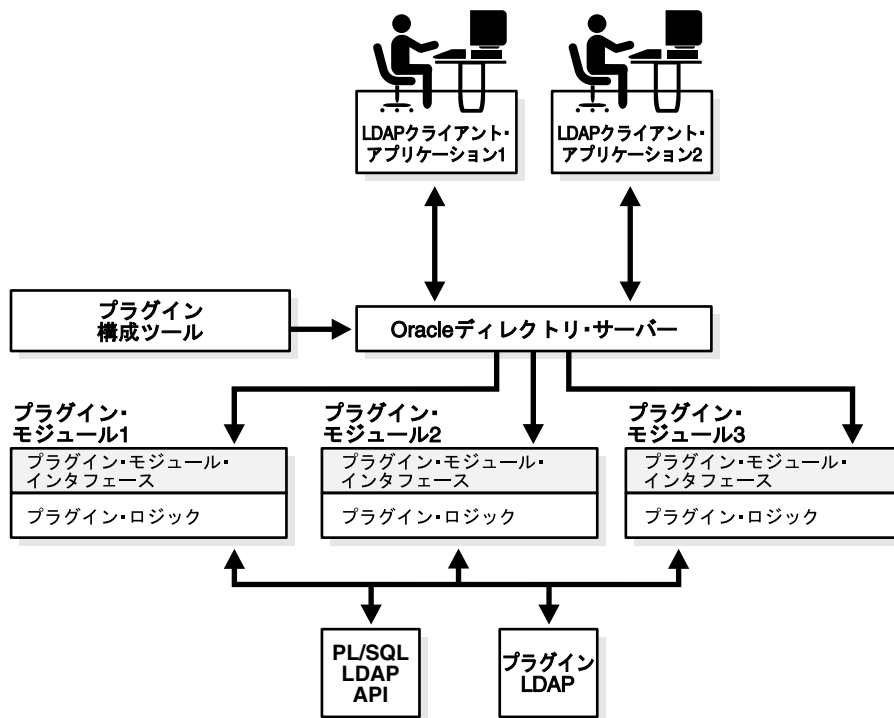 LDAPクライアント・
アプリケーション1
LDAPクライアント・
アプリケーション2
プラグイン
構成ツール
Oracleディレクトリ・サーバー
プラグイン・
モジュール1
プラグイン・モジュール・
インタフェース
プラグイン・ロジック
プラグイン・
モジュール2
プラグイン・モジュール・
インタフェース
プラグイン・ロジック
プラグイン・
モジュール3
プラグイン・モジュール・
インタフェース
プラグイン・ロジック
PL/SQL
LDAP
API
プラグイン
LDAP